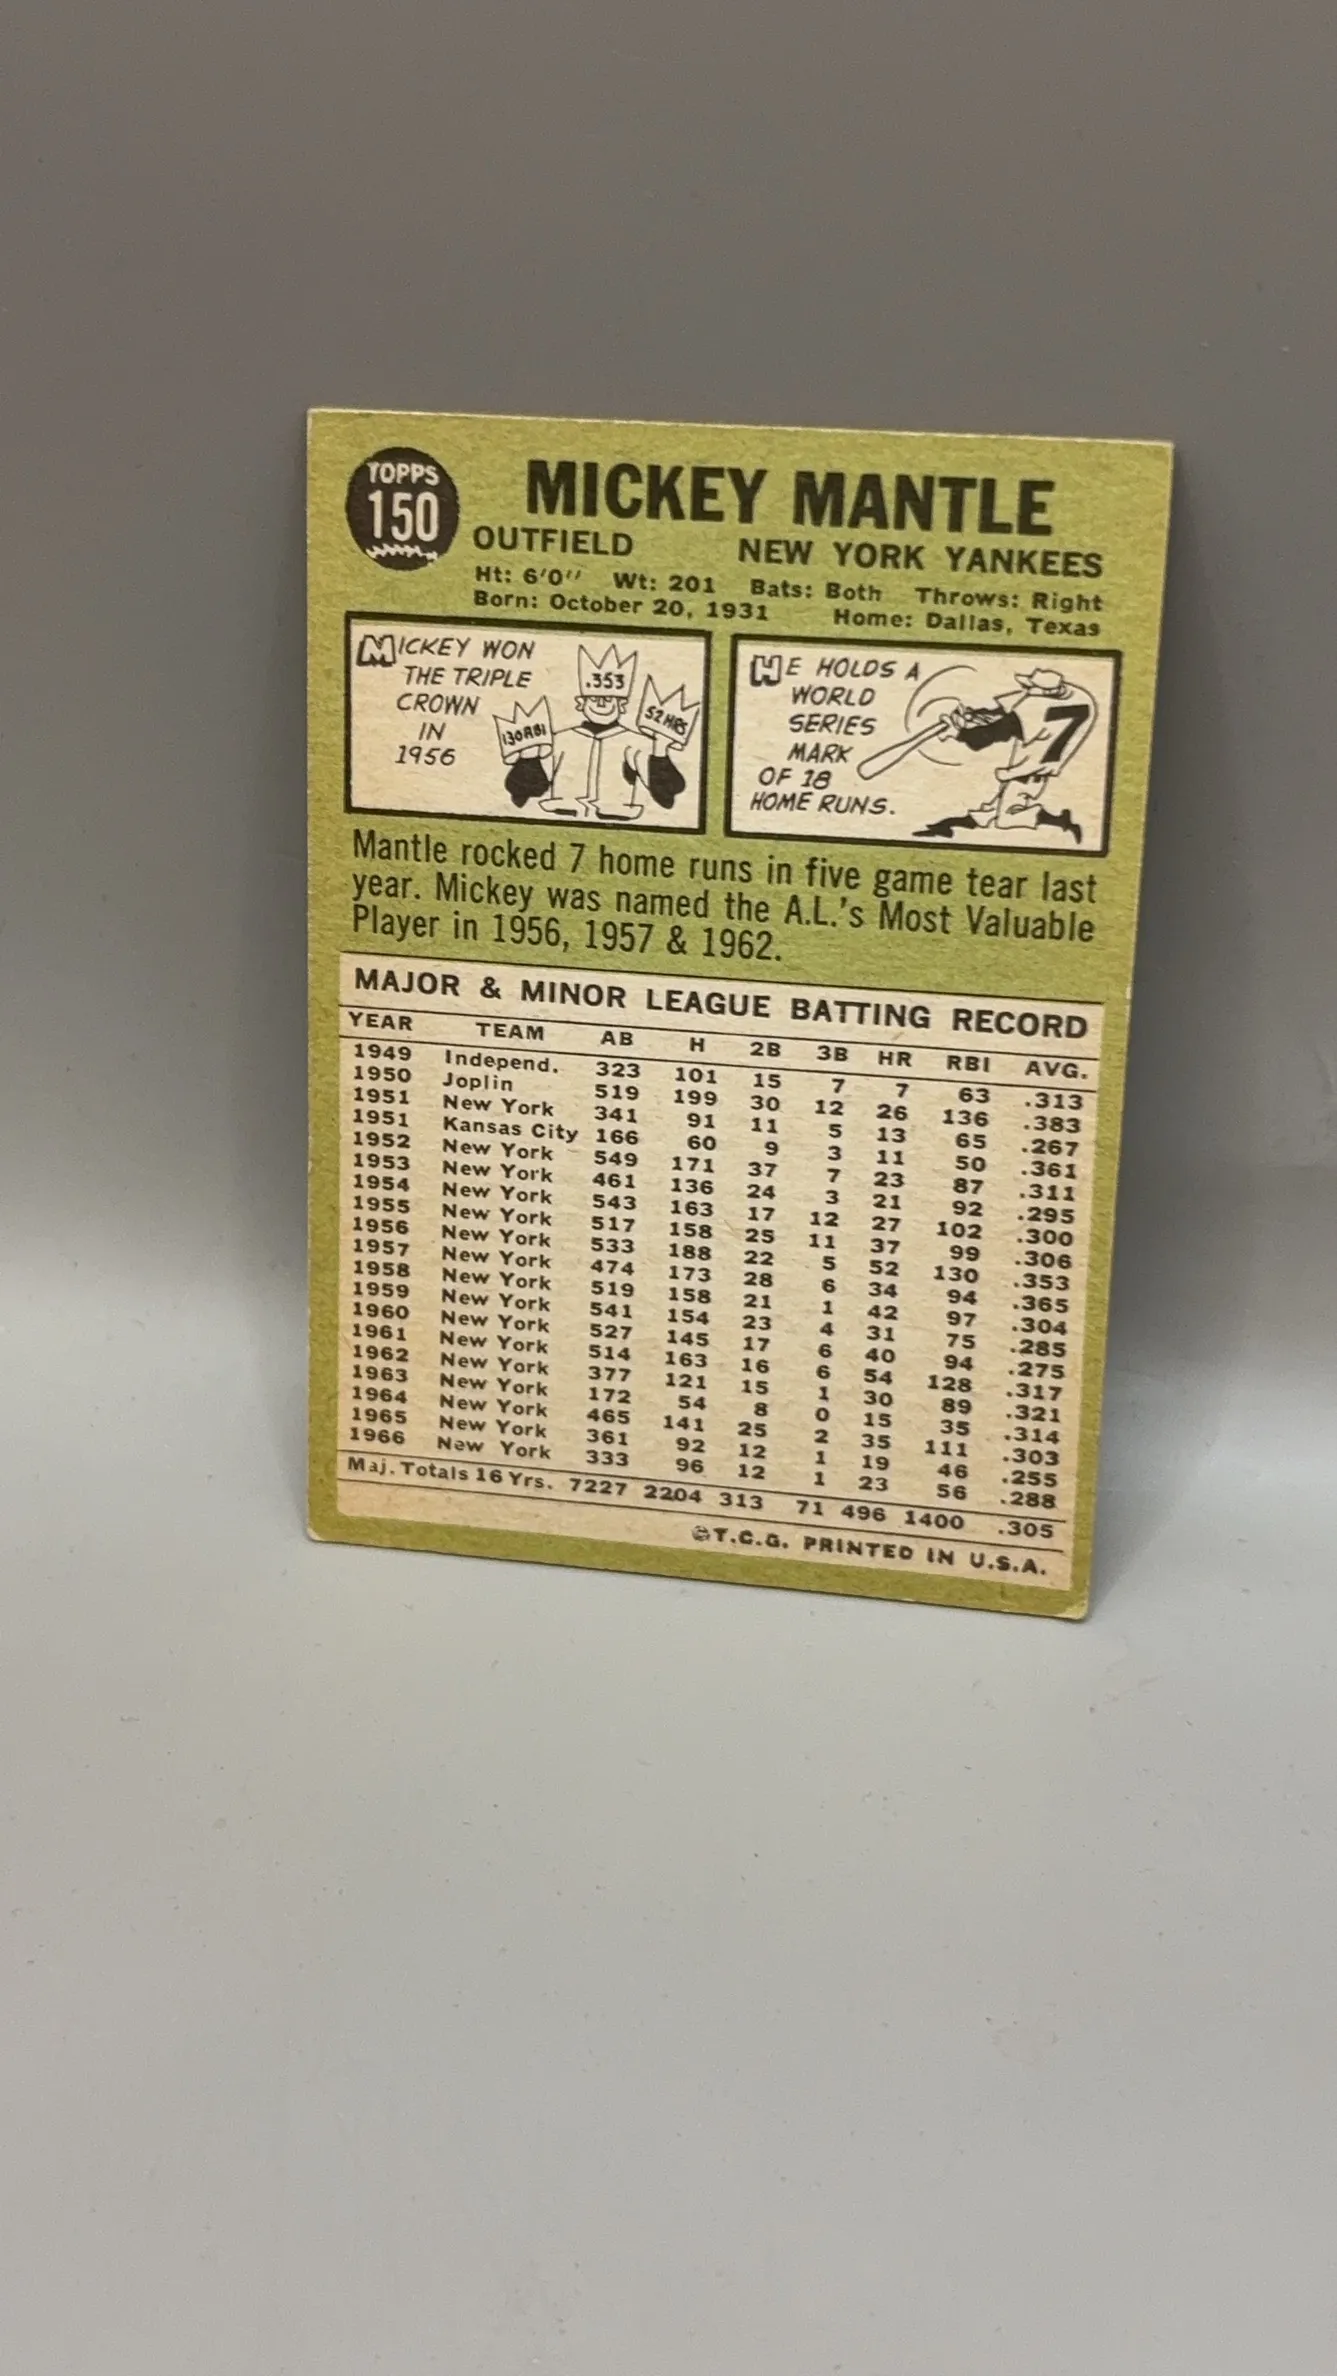 TOPPS
150
MICKEY MANTLE
OUTFIELD NEW YORK YANKEES
Ht: 6'0" Wt: 201 Bats: Both Throws: Right
Born: October 20, 1931 Home: Dallas, Texas
MICKEY WON
THE TRIPLE
CROWN
IN
1956
130 RBI
.353
52 HRS
HE HOLDS A
WORLD
SERIES
MARK
OF 18
HOME RUNS.
7
Mantle rocked 7 home runs in five game tear last
year. Mickey was named the A.L.'s Most Valuable
Player in 1956, 1957 & 1962.
MAJOR & MINOR LEAGUE BATTING RECORD
YEAR TEAM AB H 2B 3B HR RBI AVG.
1949 Independ. 323 101 15 7 7 63 .313
1950 Joplin 519 199 30 12 26 136 .383
1951 New York 341 91 11 5 13 65 .267
1951 Kansas City 166 60 9 3 11 50 .361
1952 New York 549 171 37 7 23 87 .311
1953 New York 461 136 24 3 21 92 .295
1954 New York 543 163 17 12 27 102 .300
1955 New York 517 158 25 11 37 99 .306
1956 New York 533 188 22 5 52 130 .353
1957 New York 474 173 28 6 34 94 .365
1958 New York 519 158 21 1 42 97 .304
1959 New York 541 154 23 4 31 75 .285
1960 New York 527 145 17 6 40 94 .275
1961 New York 514 163 16 6 54 128 .317
1962 New York 377 121 15 1 30 89 .321
1963 New York 172 54 8 0 15 35 .314
1964 New York 465 141 25 2 35 111 .303
1965 New York 361 92 12 1 19 46 .255
1966 New York 333 96 12 1 23 56 .288
Maj. Totals 16 Yrs. 7227 2204 313 71 496 1400 .305
©T.C.G. PRINTED IN U.S.A.